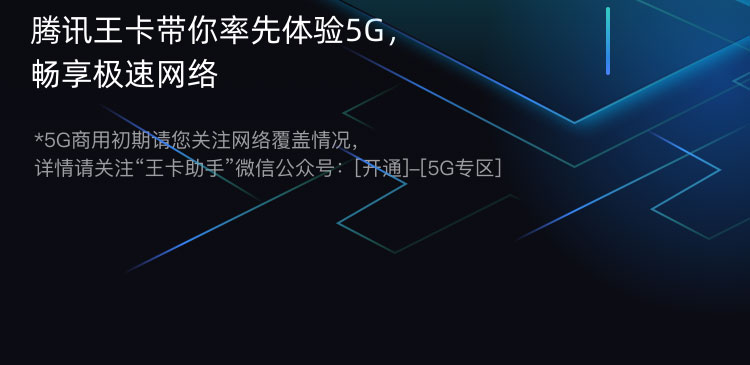 腾讯王卡带你率先体验5G，
畅享极速网络
*5G商用初期请您关注网络覆盖情况，
详情请关注“王卡助手”微信公众号：[开通]–[5G专区]